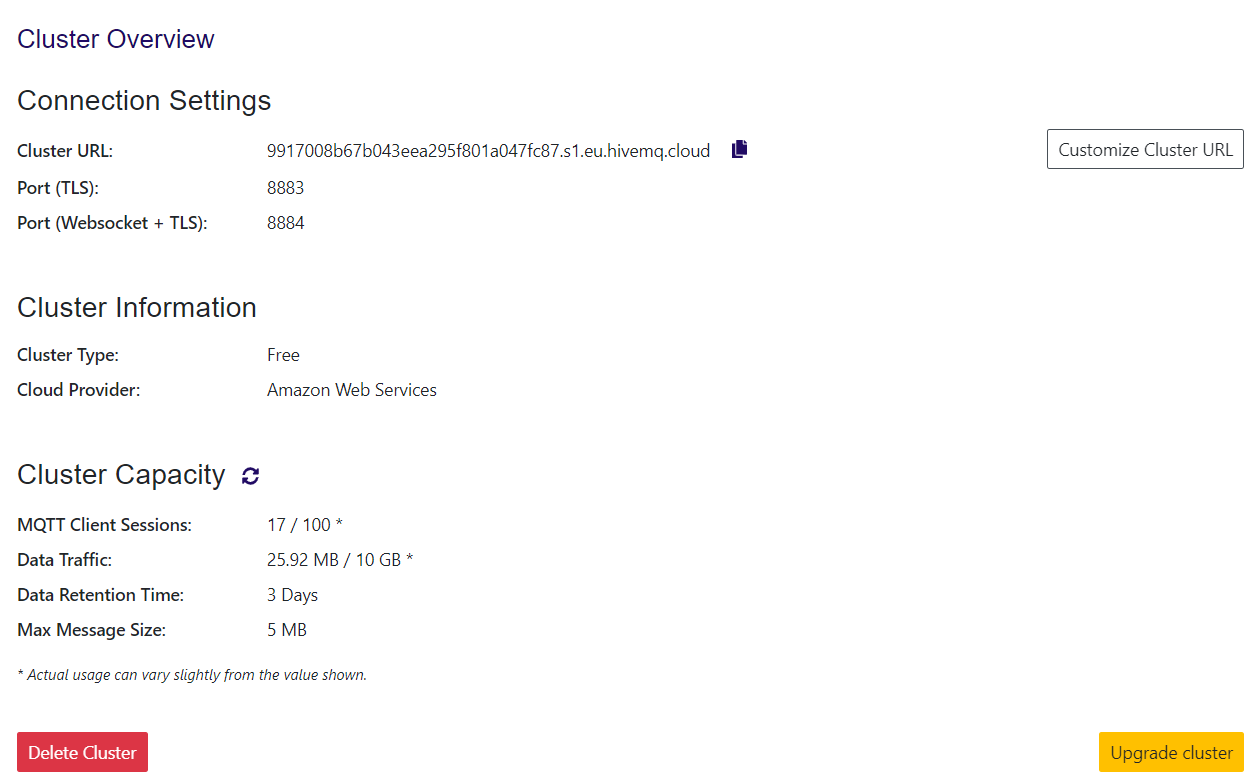 Cluster Overview
Connection Settings
Cluster URL: 9917008b67b043eea295f801a047fc87.s1.eu.hivemq.cloud Customize Cluster URL
Port (TLS): 8883
Port (Websocket + TLS): 8884
Cluster Information
Cluster Type: Free
Cloud Provider: Amazon Web Services
Cluster Capacity
MQTT Client Sessions: 17 / 100 *
Data Traffic: 25.92 MB / 10 GB *
Data Retention Time: 3 Days
Max Message Size: 5 MB
* Actual usage can vary slightly from the value shown.
Delete Cluster Upgrade cluster